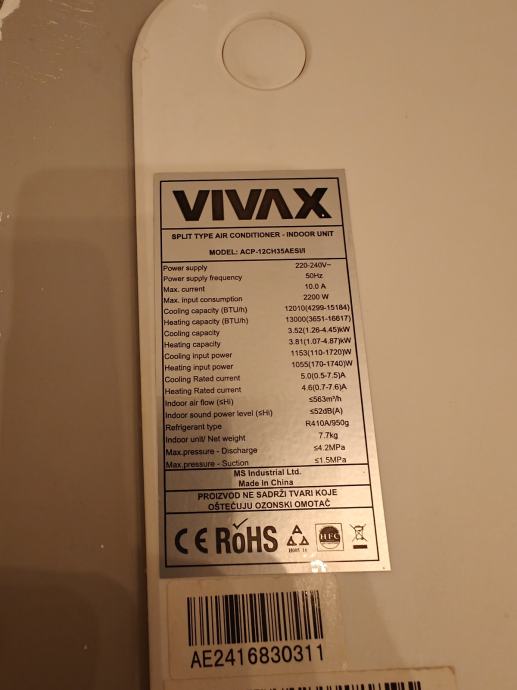 VIVAX
SPLIT TYPE AIR CONDITIONER - INDOOR UNIT
MODEL: ACP-12CH35AESI/I
Power supply 220-240V~
Power supply frequency 50Hz
Max. current 10.0 A
Max. input consumption 2200 W
Cooling capacity (BTU/h) 12010(4299-15184)
Heating capacity (BTU/h) 13000(3651-16617)
Cooling capacity 3.52(1.26-4.45)kW
Heating capacity 3.81(1.07-4.87)kW
Cooling input power 1153(110-1720)W
Heating input power 1055(170-1740)W
Cooling Rated current 5.0(0.5-7.5)A
Heating Rated current 4.6(0.7-7.6)A
Indoor air flow (≤Hi) ≤563m³/h
Indoor sound power level (≤Hi) ≤52dB(A)
Refrigerant type R410A/950g
Indoor unit/ Net weight 7.7kg
Max.pressure - Discharge ≤4.2MPa
Max.pressure - Suction ≤1.5MPa
MS Industrial Ltd.
Made In China
PROIZVOD NE SADRŽI TVARI KOJE
OŠTEĆUJU OZONSKI OMOTAČ
CE RoHS AAA HFC
AE2416830311